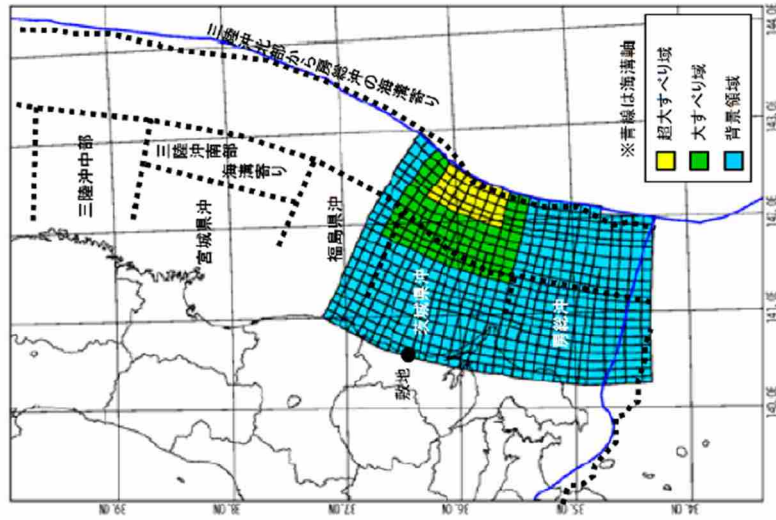 三陸沖北部から房総沖の海溝寄り
三陸沖中部
三陸沖南部
海溝寄り
宮城県沖
福島県沖
茨城県沖
房総沖
敷地
※青線は海溝軸
超大すべり域
大すべり域
背景領域
39.0N
38.0N
37.0N
36.0N
35.0N
34.0N
140.0E
141.0E
142.0E
143.0E
144.0E